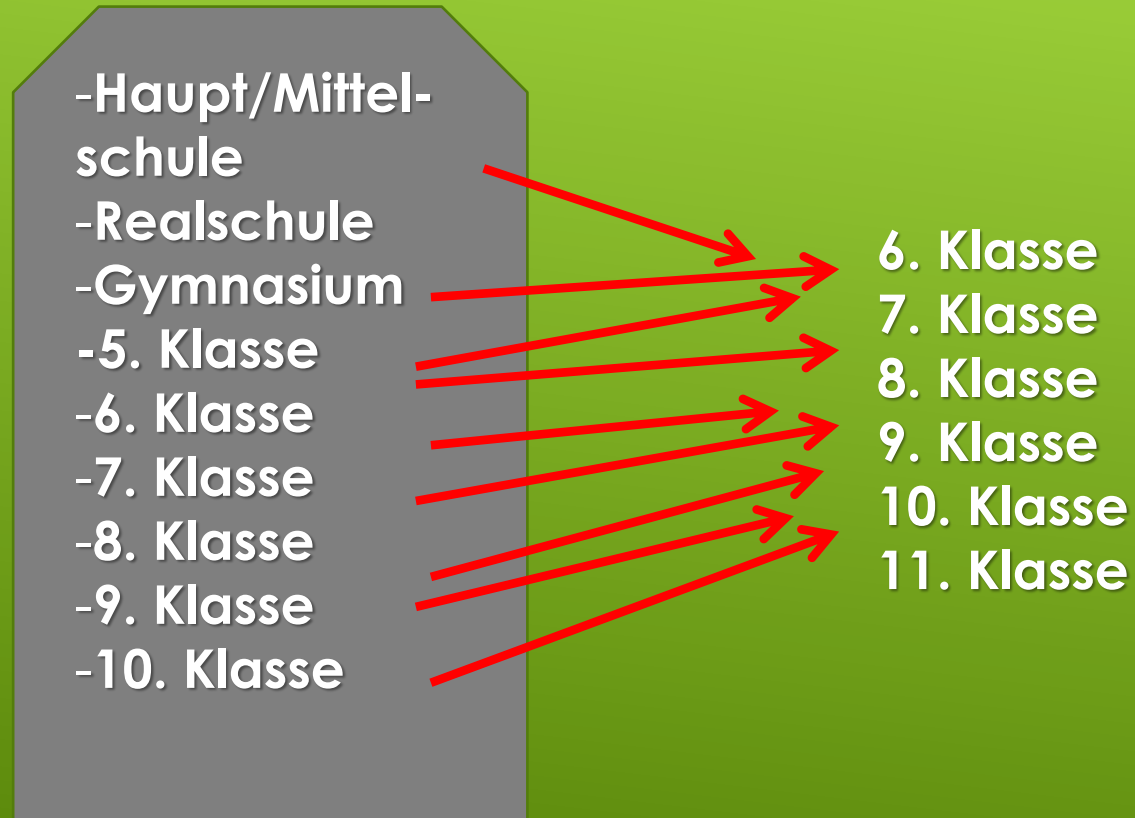 -Haupt/Mittel-
schule
-Realschule
-Gymnasium
-5. Klasse
-6. Klasse
-7. Klasse
-8. Klasse
-9. Klasse
-10. Klasse
6. Klasse
7. Klasse
8. Klasse
9. Klasse
10. Klasse
11. Klasse